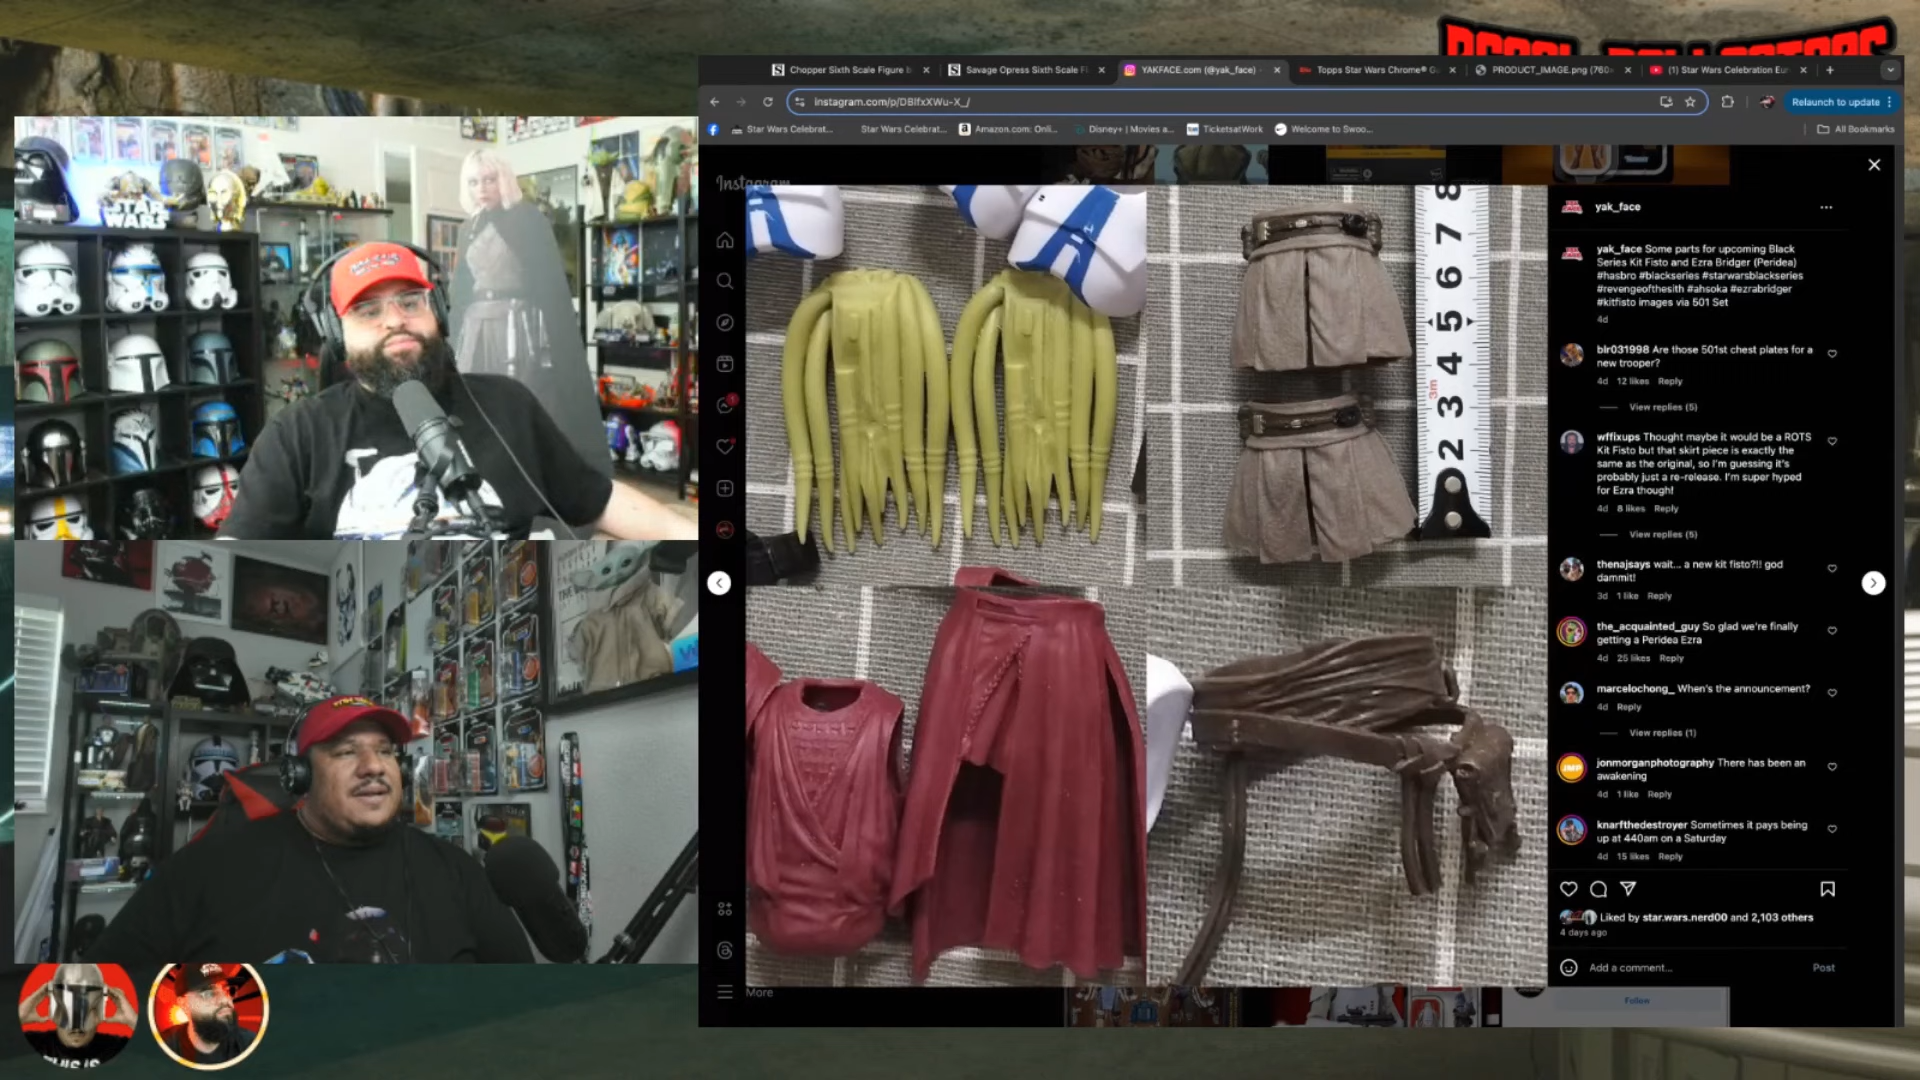 Chopper Sixth Scale Figure b
Savage Opress Sixth Scale Fi
YAKFACE.com (@yak_face) ·
Topps Star Wars Chrome® G
PRODUCT_IMAGE.png (760×
(1) Star Wars Celebration Eur
instagram.com/p/DBlfxXWu-X_/
Relaunch to update
Star Wars Celebrat...
Star Wars Celebrat...
Amazon.com: Onli...
Disney+ | Movies a...
TicketsatWork
Welcome to Swoo...
All Bookmarks
Instagram
STAR
WARS
8
7
6
5
4
3
2
3m
yak_face
yak_face Some parts for upcoming Black
Series Kit Fisto and Ezra Bridger (Peridea)
#hasbro #blackseries #starwarsblackseries
#revengeofthesith #ahsoka #ezrabridger
#kitfisto images via 501 Set
4d
blr031998 Are those 501st chest plates for a
new trooper?
4d 12 likes Reply
View replies (5)
wffixups Thought maybe it would be a ROTS
Kit Fisto but that skirt piece is exactly the
same as the original, so I'm guessing it's
probably just a re-release. I'm super hyped
for Ezra though!
4d 8 likes Reply
View replies (5)
thenajsays wait... a new kit fisto?!! god
dammit!
3d 1 like Reply
the_acquainted_guy So glad we're finally
getting a Peridea Ezra
4d 25 likes Reply
marcelochong_ When's the announcement?
4d Reply
View replies (1)
jonmorganphotography There has been an
awakening
4d 1 like Reply
knarfthedestroyer Sometimes it pays being
up at 440am on a Saturday
4d 15 likes Reply
Liked by star.wars.nerd00 and 2,103 others
4 days ago
Add a comment...
Post
More
Follow
THIS IS